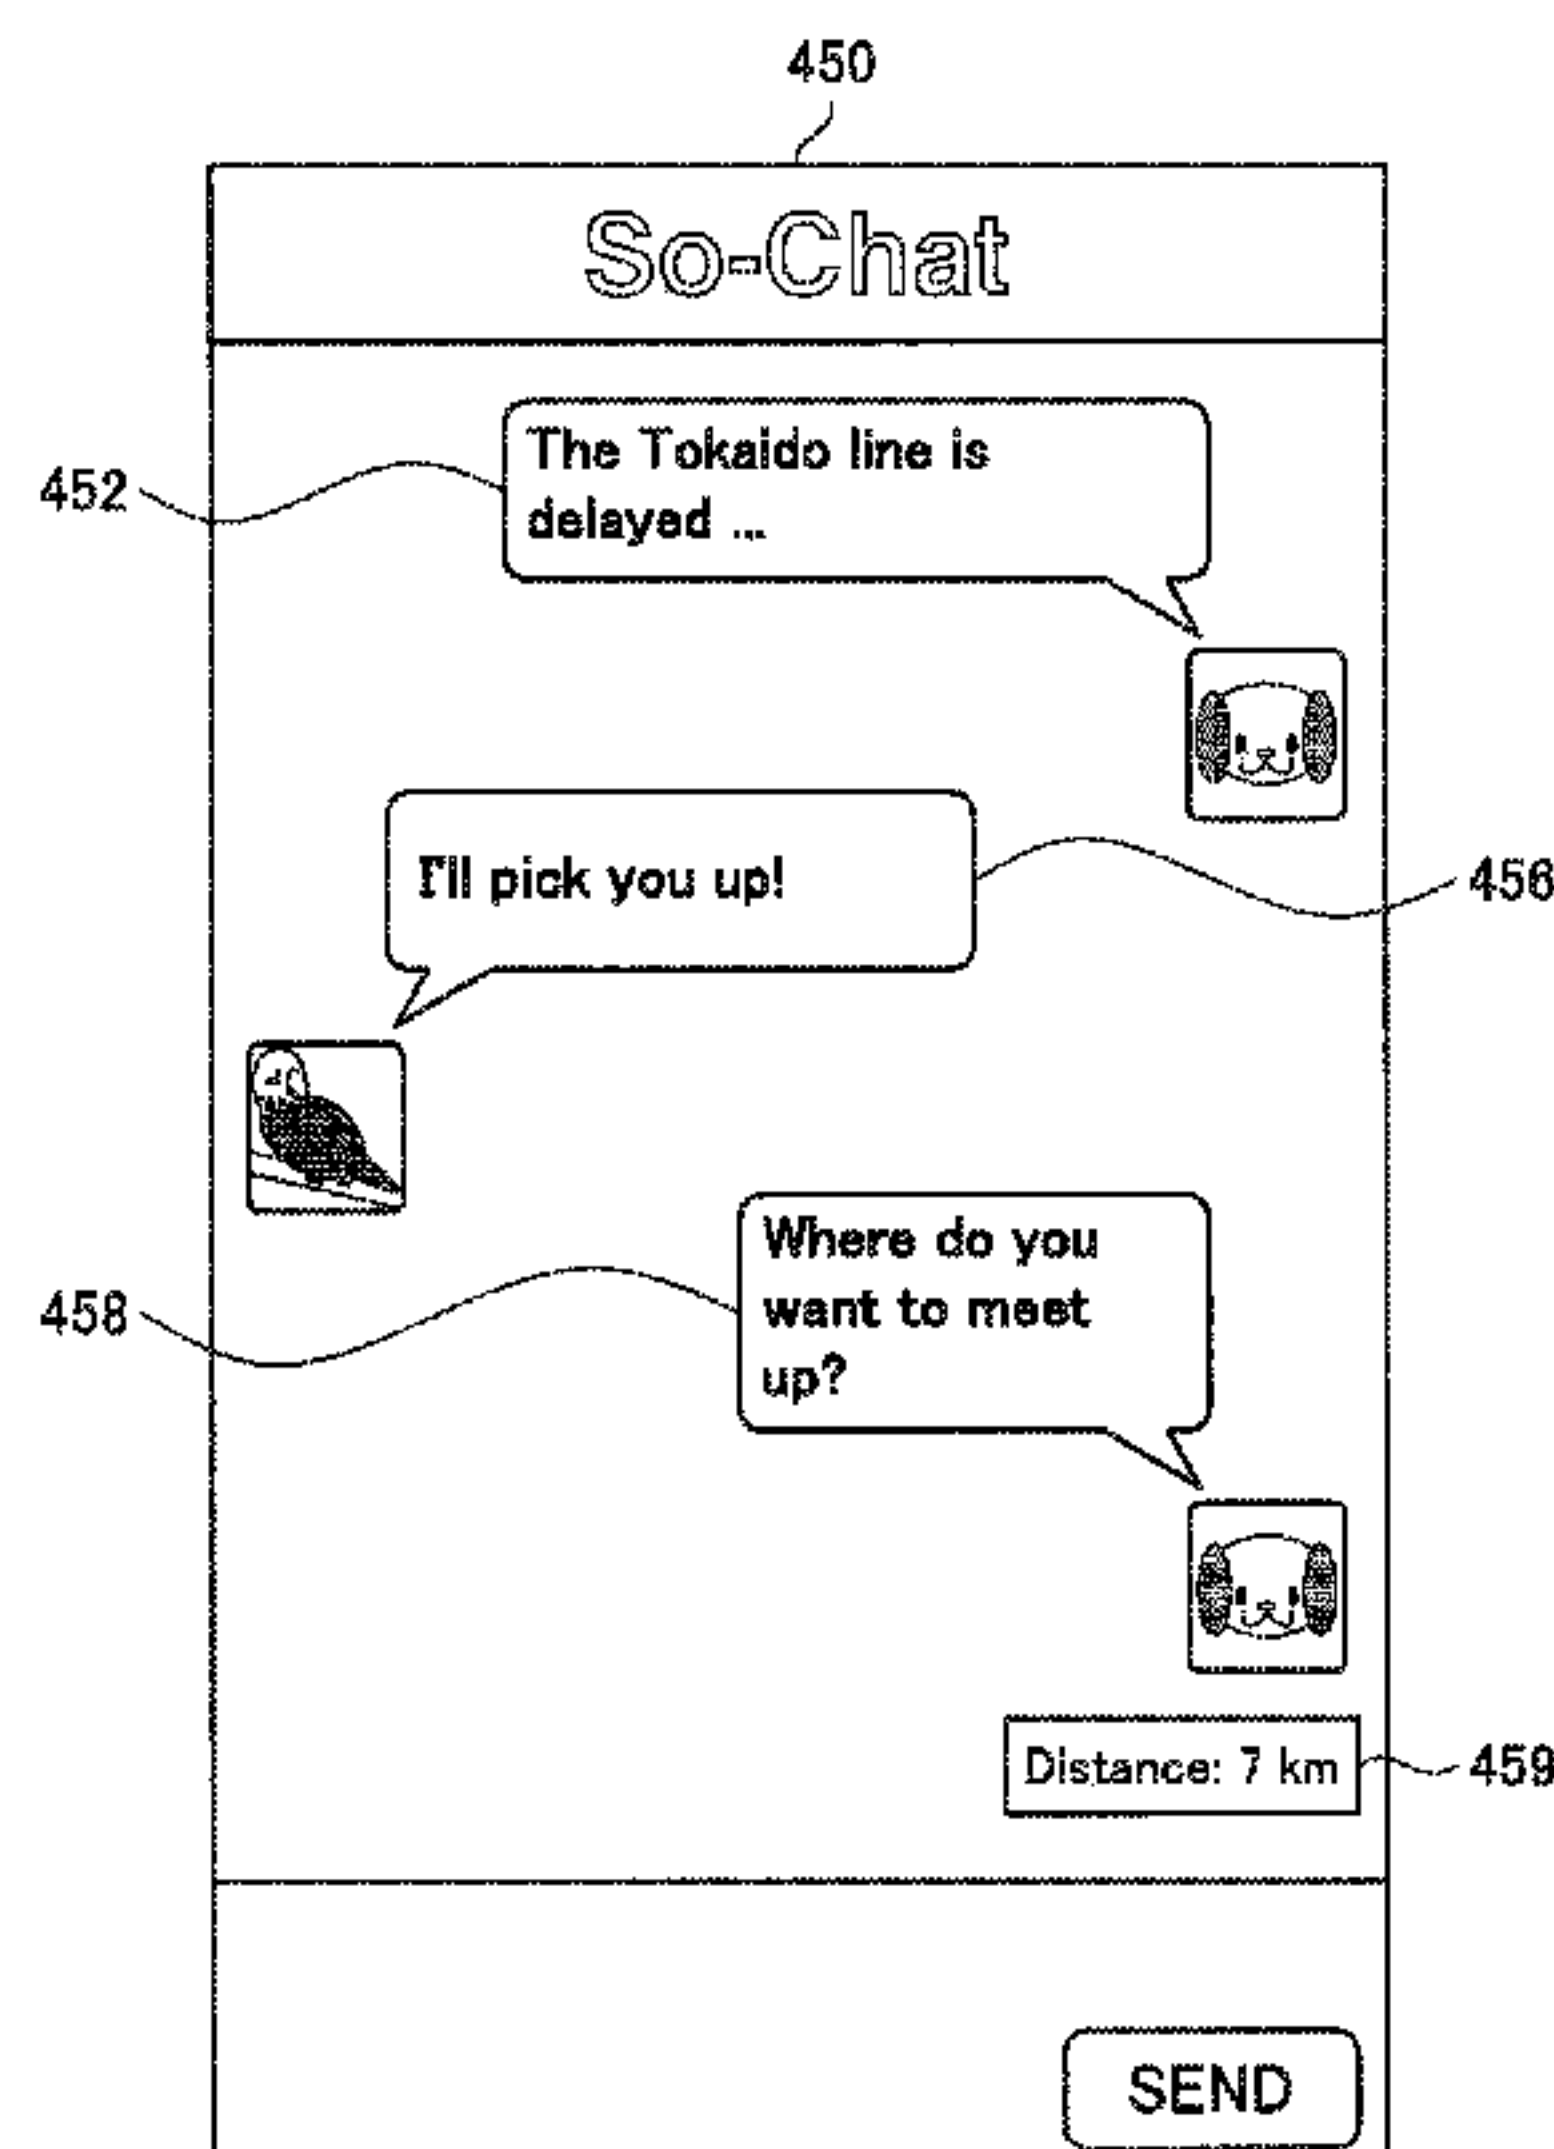 450
So-Chat
The Tokaido line is
delayed ...
452
I'll pick you up!
456
Where do you
want to meet
up?
458
Distance: 7 km
459
SEND